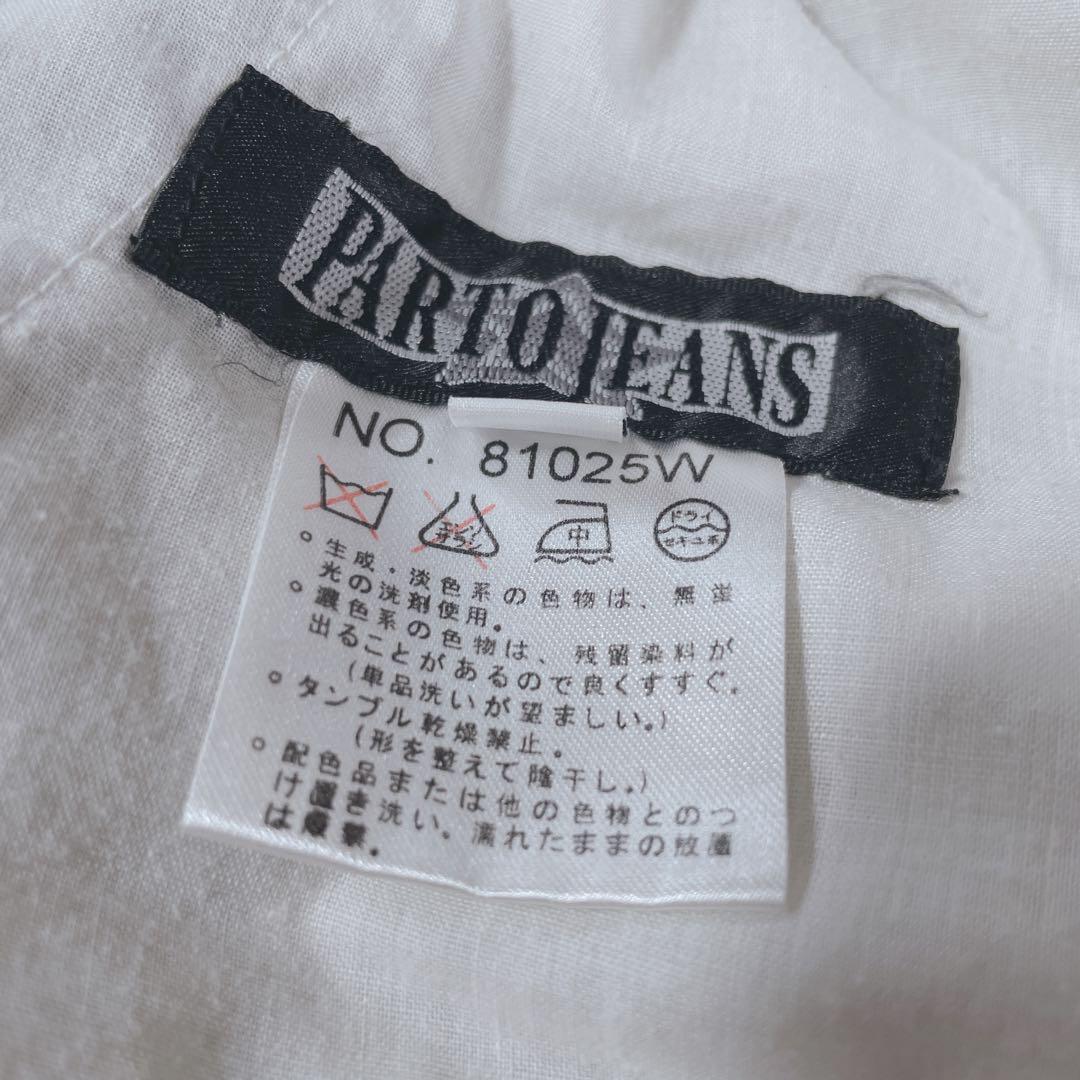 PARTO JEANS
NO. 81025W
中 ドライ
セキユ系
。生成・淡色系の色物は、無蛍
光の洗剤使用。
。濃色系の色物は、残留染料が
出ることがあるので良くすすぐ。
(単品洗いが望ましい。)
。タンブル乾燥禁止。
(形を整えて陰干し。)
。配色品または他の色物とのつ
け置き洗い。濡れたままの放置
は厳禁。